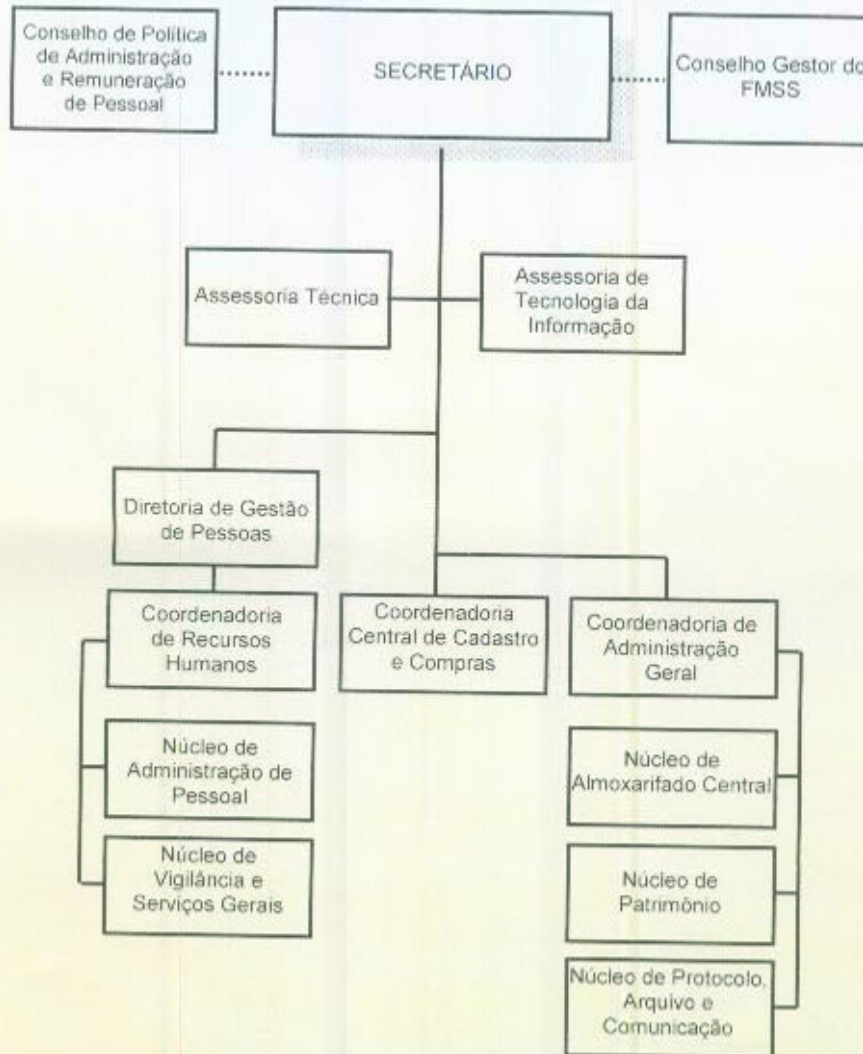 Conselho de Política
de Administração
e Remuneração
de Pessoal
SECRETÁRIO
Conselho Gestor do
FMSS
Assessoria Técnica
Assessoria de
Tecnologia da
Informação
Diretoria de Gestão
de Pessoas
Coordenadoria
de Recursos
Humanos
Coordenadoria
Central de Cadastro
e Compras
Coordenadoria de
Administração
Geral
Núcleo de
Administração de
Pessoal
Núcleo de
Almoxarifado Central
Núcleo de
Vigilância e
Serviços Gerais
Núcleo de
Patrimônio
Núcleo de Protocolo,
Arquivo e
Comunicação